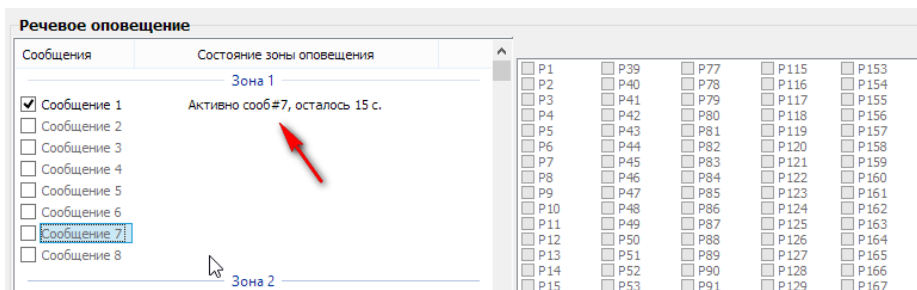 Речевое оповещение
Сообщения Состояние зоны оповещения
Зона 1
Сообщение 1 Активно сооб#7, осталось 15 с.
Сообщение 2
Сообщение 3
Сообщение 4
Сообщение 5
Сообщение 6
Сообщение 7
Сообщение 8
Зона 2
P1 P39 P77 P115 P153
P2 P40 P78 P116 P154
P3 P41 P79 P117 P155
P4 P42 P80 P118 P156
P5 P43 P81 P119 P157
P6 P44 P82 P120 P158
P7 P45 P83 P121 P159
P8 P46 P84 P122 P160
P9 P47 P85 P123 P161
P10 P48 P86 P124 P162
P11 P49 P87 P125 P163
P12 P50 P88 P126 P164
P13 P51 P89 P127 P165
P14 P52 P90 P128 P166
P15 P53 P91 P129 P167